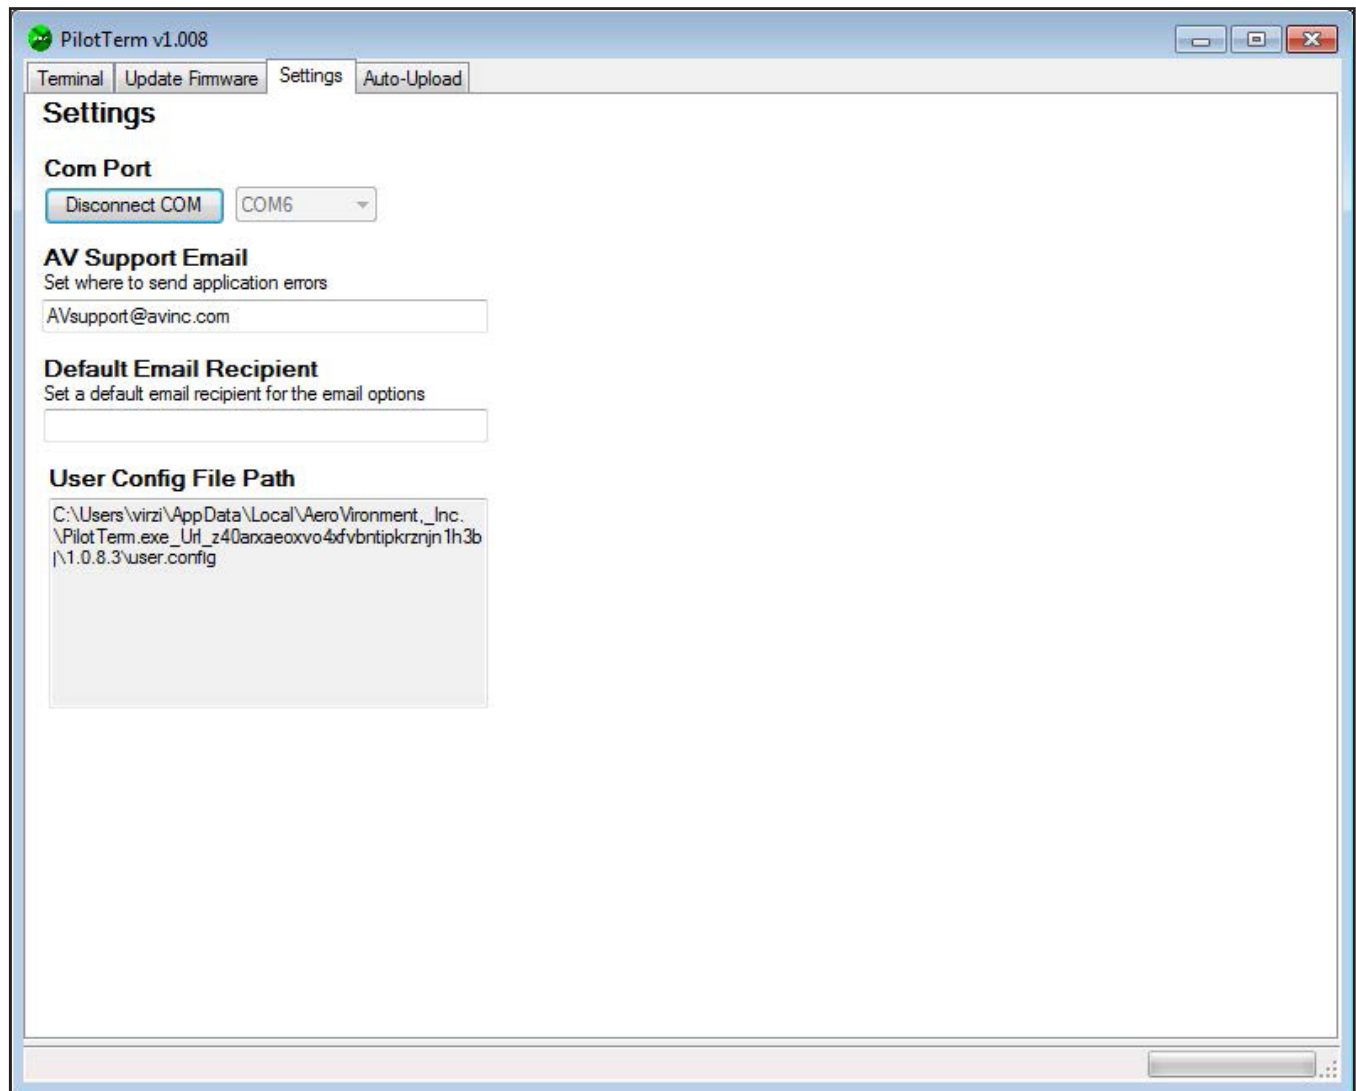 PilotTerm v1.008
Terminal Update Firmware Settings Auto-Upload
Settings
Com Port
Disconnect COM COM6
AV Support Email
Set where to send application errors
AVsupport@avinc.com
Default Email Recipient
Set a default email recipient for the email options
User Config File Path
C:\Users\virzi\AppData\Local\AeroVironment,_Inc.
\PilotTerm.exe_Url_z40arxaeoxvo4xfvbntipkrznjn1h3b
j\1.0.8.3\user.config